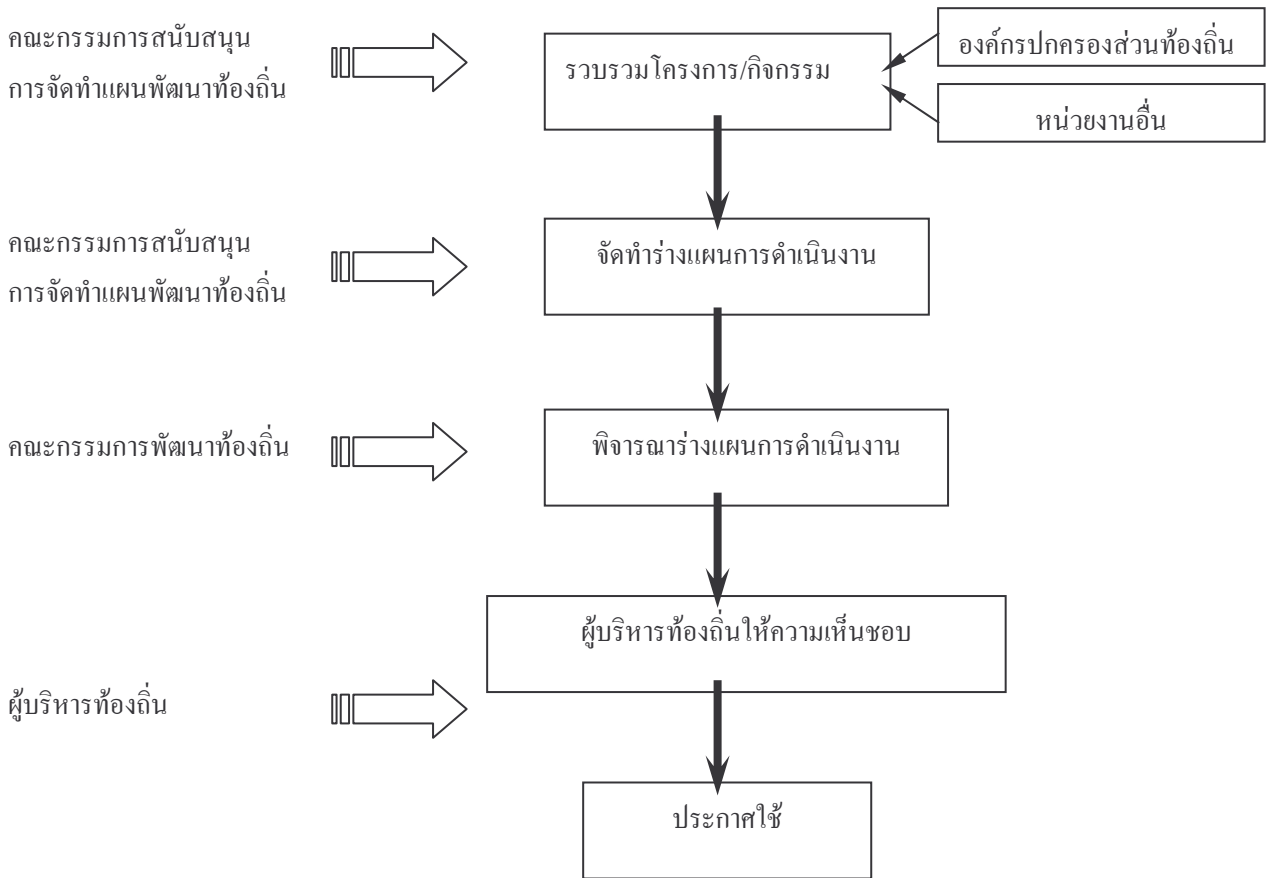 คณะกรรมการสนับสนุน
การจัดทำแผนพัฒนาท้องถิ่น
รวบรวมโครงการ/กิจกรรม
องค์กรปกครองส่วนท้องถิ่น
หน่วยงานอื่น
คณะกรรมการสนับสนุน
การจัดทำแผนพัฒนาท้องถิ่น
จัดทำร่างแผนการดำเนินงาน
คณะกรรมการพัฒนาท้องถิ่น
พิจารณาร่างแผนการดำเนินงาน
ผู้บริหารท้องถิ่นให้ความเห็นชอบ
ผู้บริหารท้องถิ่น
ประกาศใช้